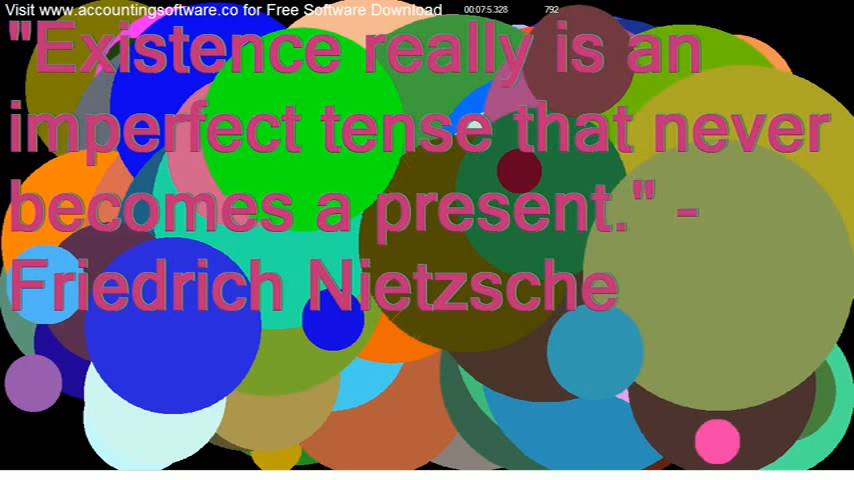 Visit www.accountingsoftware.co for Free Software Download 00:07:5.328 792
"Existence really is an
imperfect tense that never
becomes a present." -
Friedrich Nietzsche